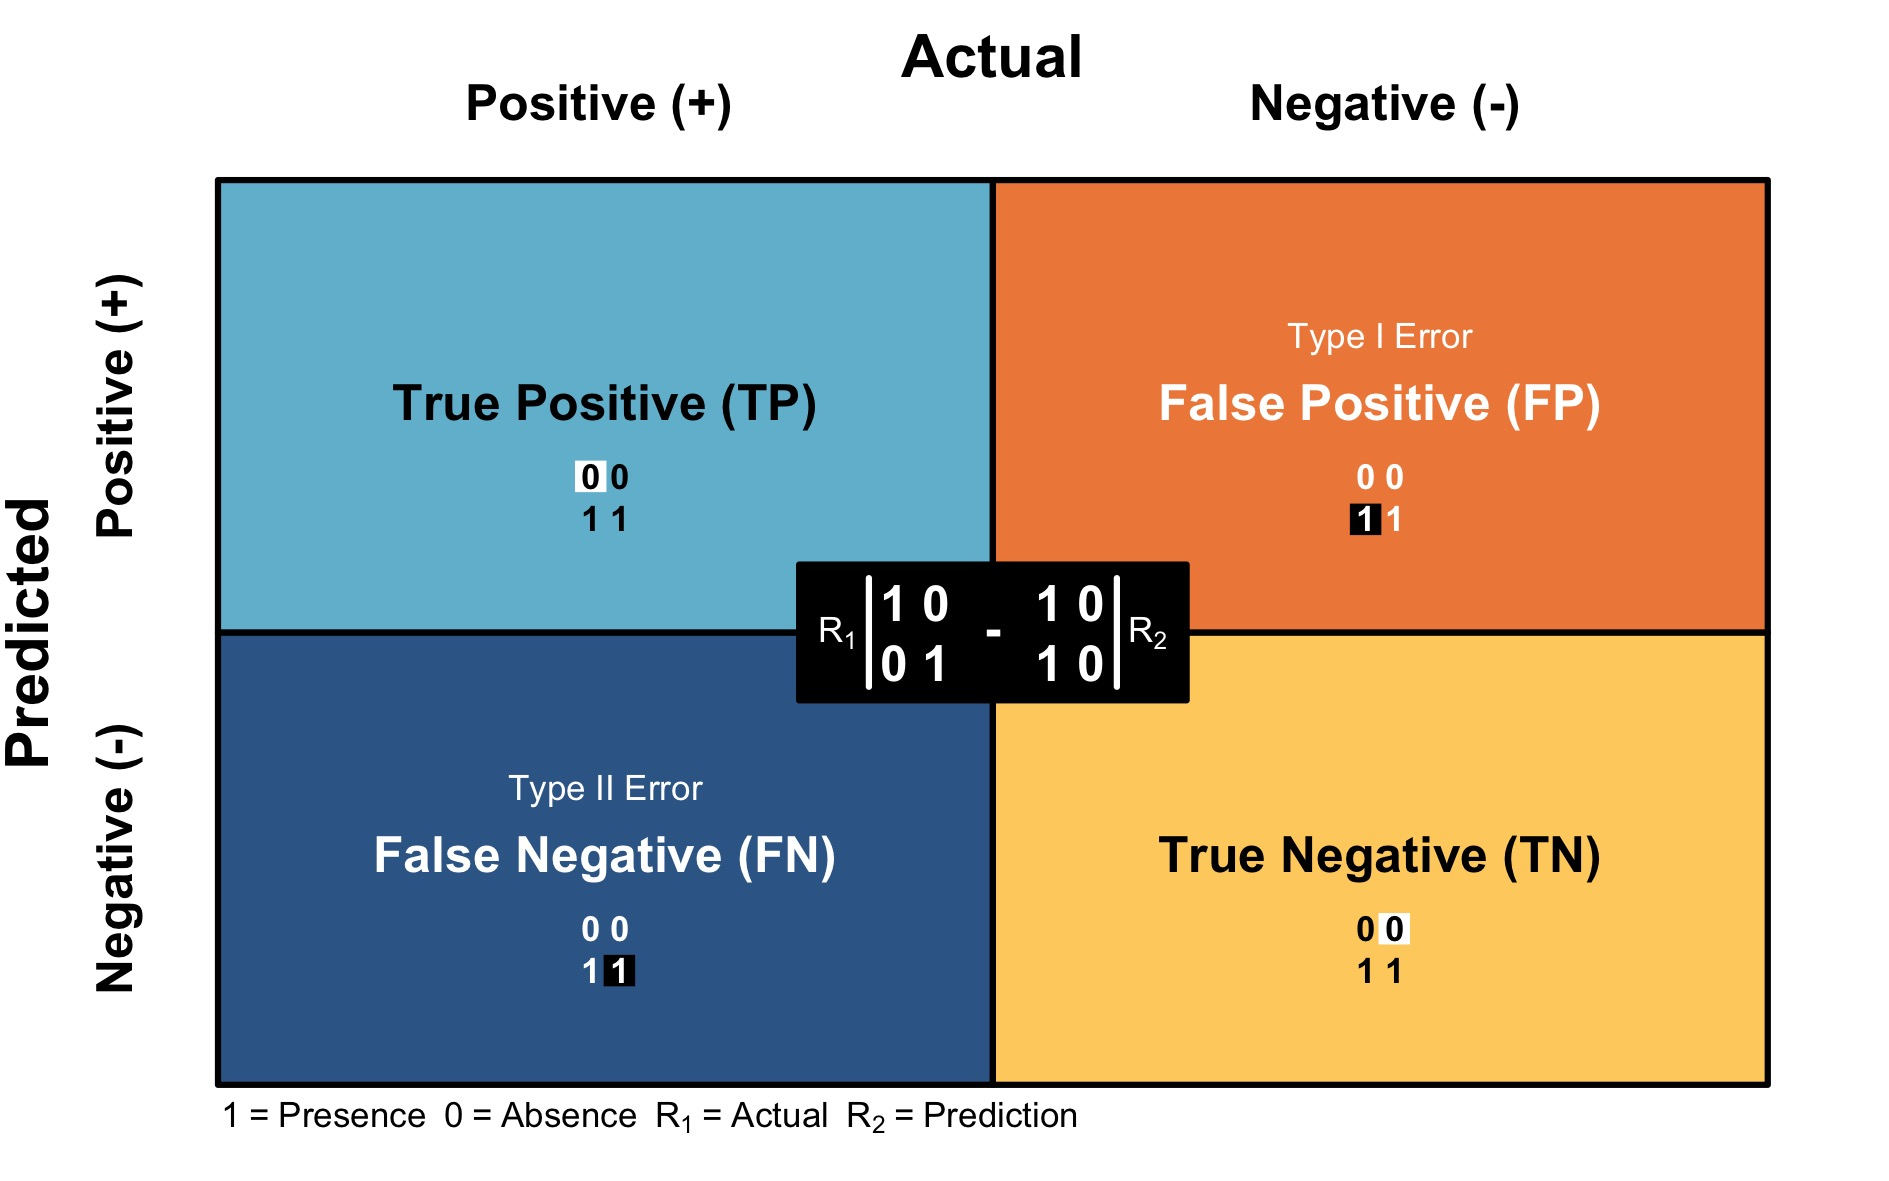 Actual
Positive (+)
Negative (-)
Predicted
Positive (+)
Negative (-)
True Positive (TP)
0 0
1 1
Type I Error
False Positive (FP)
0 0
1 1
R1 |1 0 - 1 0| R2
0 1 1 0
Type II Error
False Negative (FN)
0 0
1 1
True Negative (TN)
0 0
1 1
1 = Presence 0 = Absence R1 = Actual R2 = Prediction